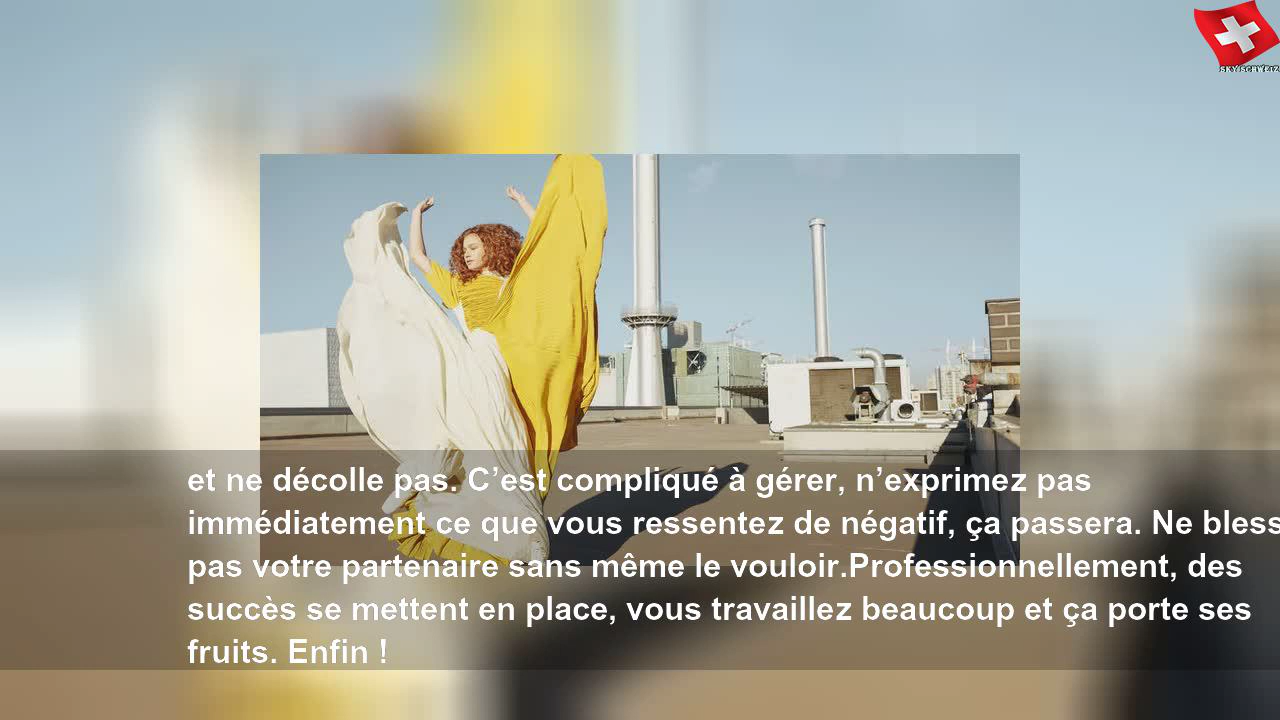 SKY SCHWEIZ
et ne décolle pas. C’est compliqué à gérer, n’exprimez pas
immédiatement ce que vous ressentez de négatif, ça passera. Ne bless
pas votre partenaire sans même le vouloir.Professionnellement, des
succès se mettent en place, vous travaillez beaucoup et ça porte ses
fruits. Enfin !